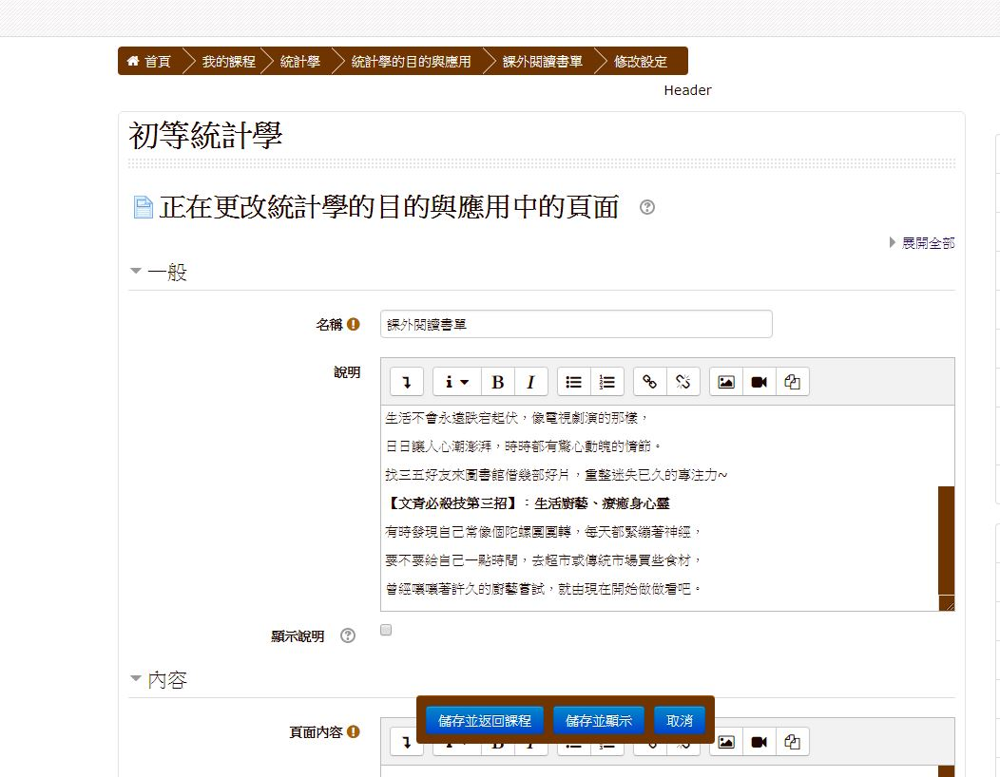 首頁 我的課程 統計學 統計學的目的與應用 課外閱讀書單 修改設定
Header
初等統計學
正在更改統計學的目的與應用中的頁面
展開全部
一般
名稱 課外閱讀書單
說明
生活不會永遠跌宕起伏，像電視劇演的那樣，
日日讓人心潮澎湃，時時都有驚心動魄的情節。
找三五好友來圖書館借幾部好片，重整迷失已久的專注力~
【文青必殺技第三招】：生活廚藝、療癒身心靈
有時發現自己常像個陀螺團團轉，每天都緊繃著神經，
要不要給自己一點時間，去超市或傳統市場買些食材，
曾經嚷嚷著許久的廚藝嘗試，就由現在開始做做看吧。
顯示說明
內容
儲存並返回課程 儲存並顯示 取消
頁面內容